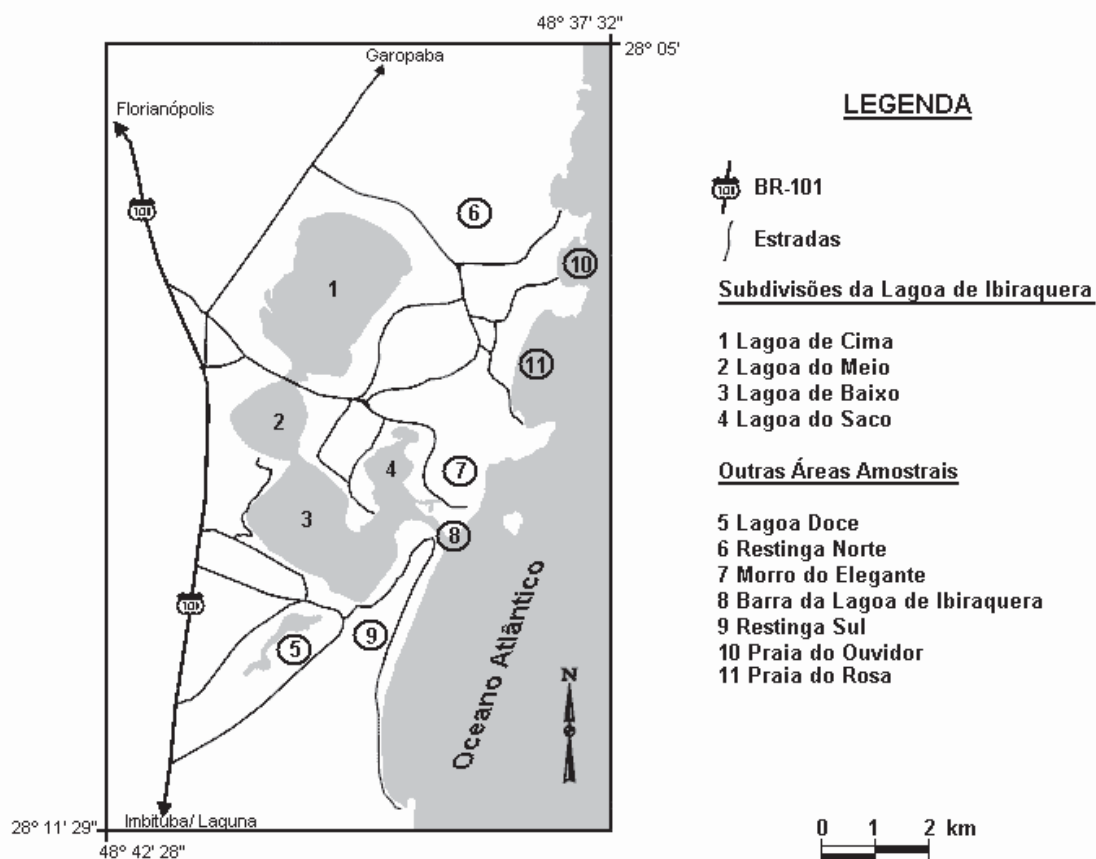 48° 37' 32"
28° 05'
Garopaba
Florianópolis
101
6
10
1
11
2
4
7
3
8
101
9
5
Oceano Atlântico
N
Imbituba/ Laguna
28° 11' 29"
48° 42' 28"
LEGENDA
101 BR-101
Estradas
Subdivisões da Lagoa de Ibiraquera
1 Lagoa de Cima
2 Lagoa do Meio
3 Lagoa de Baixo
4 Lagoa do Saco
Outras Áreas Amostrais
5 Lagoa Doce
6 Restinga Norte
7 Morro do Elegante
8 Barra da Lagoa de Ibiraquera
9 Restinga Sul
10 Praia do Ouvidor
11 Praia do Rosa
0 1 2 km